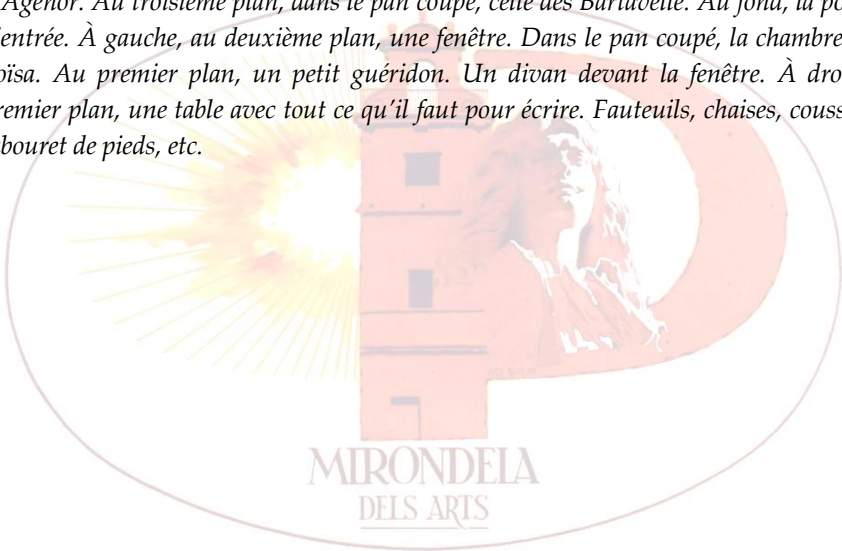 Agénor. Au troisième plan, dans le pan coupé, celle des Bartavelle. Au fond, la po
entrée. À gauche, au deuxième plan, une fenêtre. Dans le pan coupé, la chambre
oïsa. Au premier plan, un petit guéridon. Un divan devant la fenêtre. À dro
remier plan, une table avec tout ce qu'il faut pour écrire. Fauteuils, chaises, couss
bouret de pieds, etc.
MIRONDELA
DELS ARTS